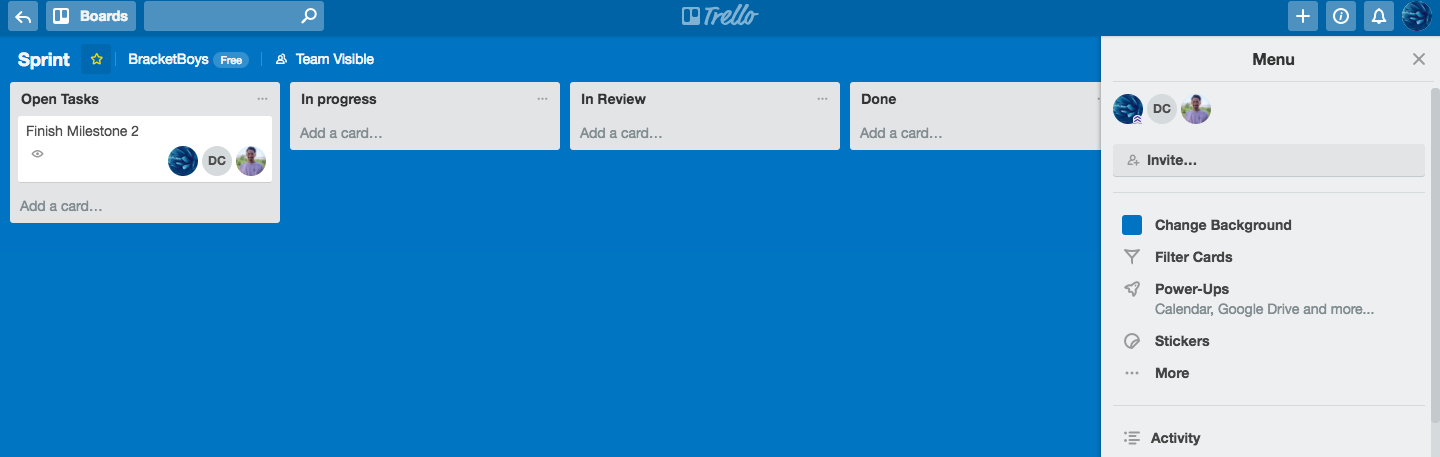 Boards
Trello
Sprint
BracketBoys Free
Team Visible
Open Tasks
Finish Milestone 2
DC
Add a card…
In progress
Add a card…
In Review
Add a card…
Done
Add a card…
Menu
DC
Invite…
Change Background
Filter Cards
Power-Ups
Calendar, Google Drive and more...
Stickers
More
Activity